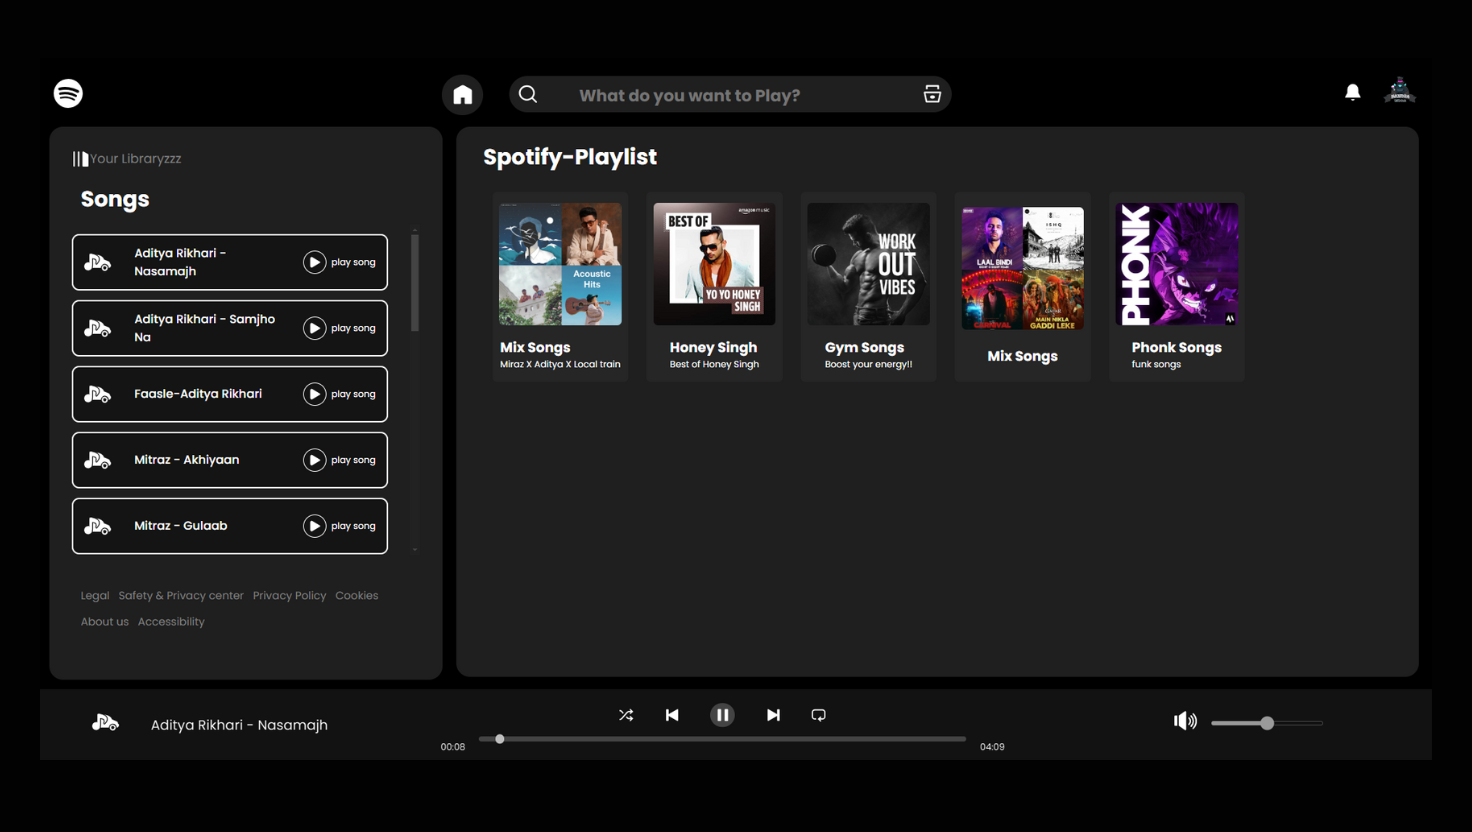 What do you want to Play?
Your Libraryzzz
Songs
Aditya Rikhari -
Nasamajh
play song
Aditya Rikhari - Samjho
Na
play song
Faasle-Aditya Rikhari
play song
Mitraz - Akhiyaan
play song
Mitraz - Gulaab
play song
Legal Safety & Privacy center Privacy Policy Cookies
About us Accessibility
Spotify-Playlist
Acoustic
Hits
Mix Songs
Miraz X Aditya X Local train
amazon music
BEST OF
YO YO HONEY
SINGH
Honey Singh
Best of Honey Singh
WORK
OUT
VIBES
Gym Songs
Boost your energy!!
LAAL BINDI
ISHQ
CARNIVAL
MAIN NIKLA
GADDI LEKE
Mix Songs
PHONK
Phonk Songs
funk songs
Aditya Rikhari - Nasamajh
00:08
04:09